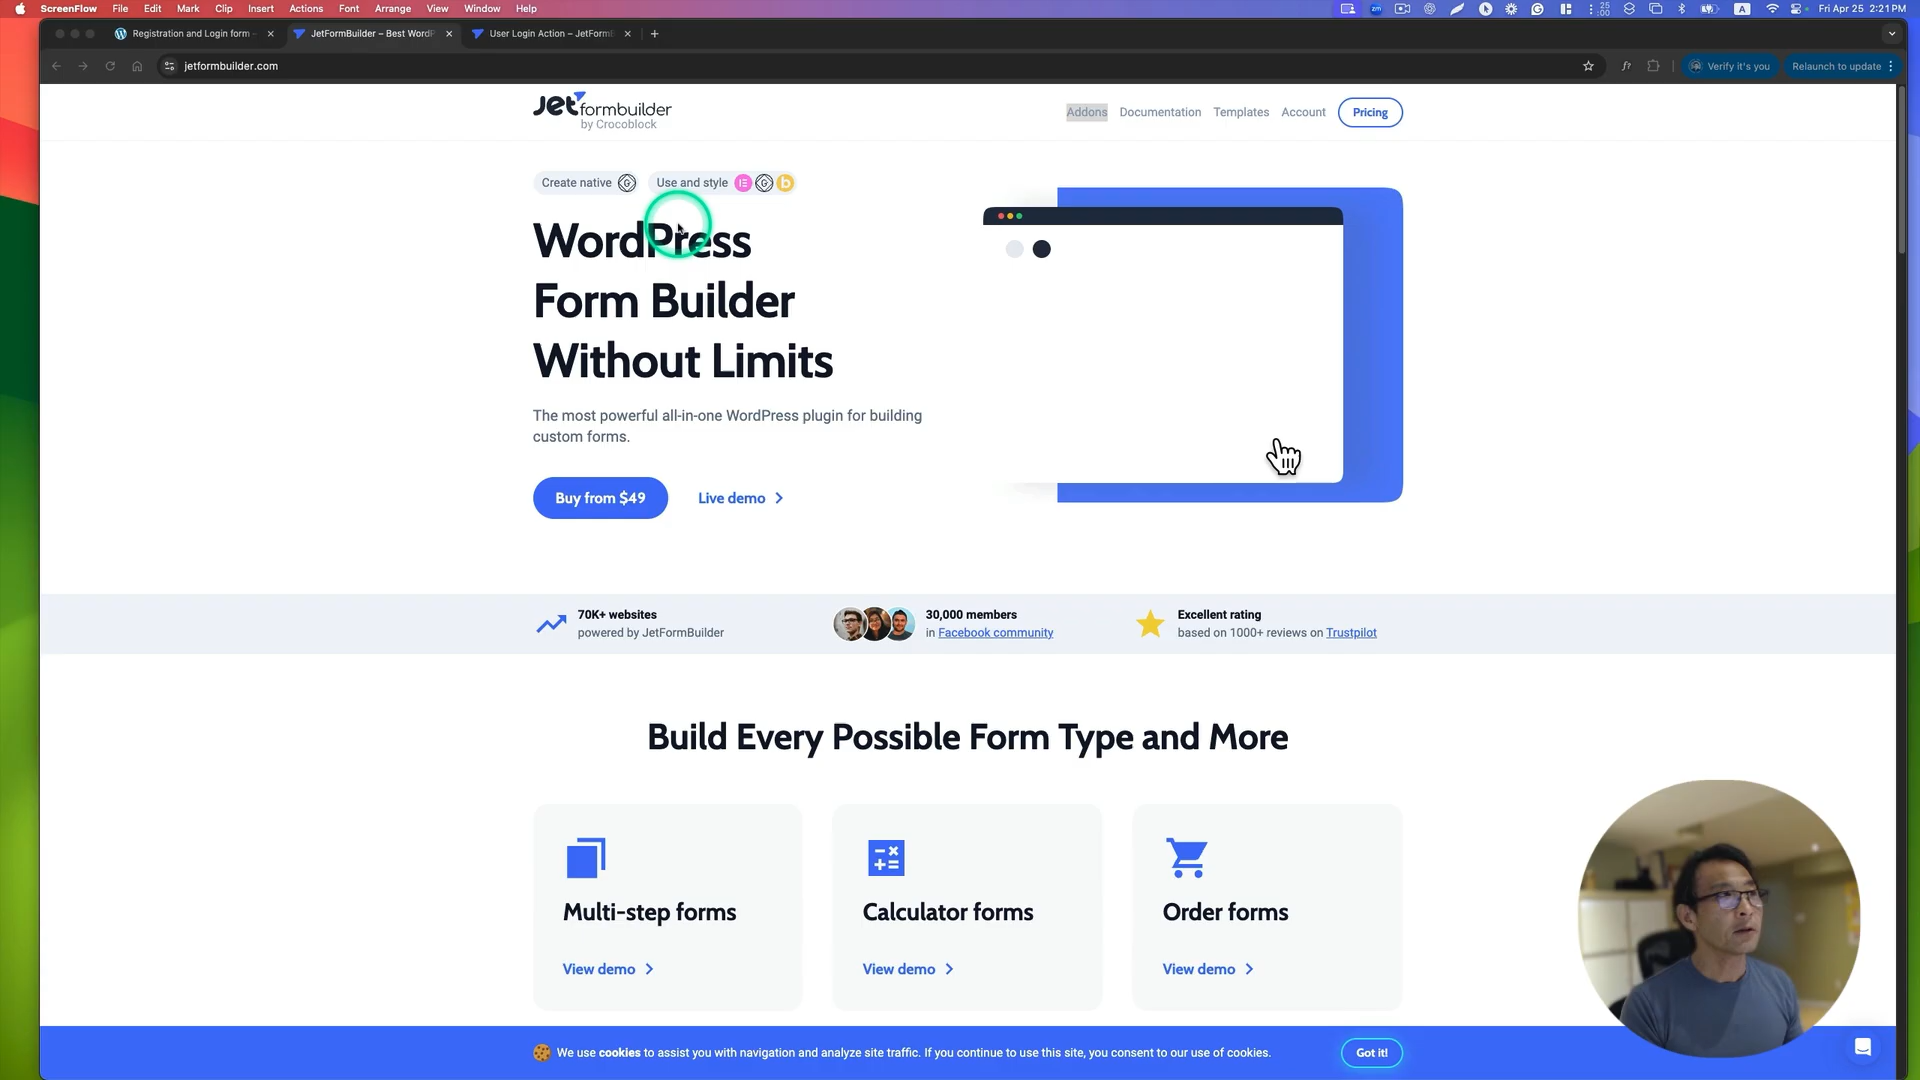 ScreenFlow File Edit Mark Clip Insert Actions Font Arrange View Window Help
25
:00
A
Fri Apr 25 2:21PM
Registration and Login form –
JetFormBuilder – Best WordP
User Login Action – JetFormB
jetformbuilder.com
Verify it's you
Relaunch to update
Jetformbuilder
by Crocoblock
Addons Documentation Templates Account Pricing
Create native
Use and style
WordPress
Form Builder
Without Limits
The most powerful all-in-one WordPress plugin for building
custom forms.
Buy from $49
Live demo
70K+ websites
powered by JetFormBuilder
30,000 members
in Facebook community
Excellent rating
based on 1000+ reviews on Trustpilot
Build Every Possible Form Type and More
Multi-step forms
View demo
Calculator forms
View demo
Order forms
View demo
We use cookies to assist you with navigation and analyze site traffic. If you continue to use this site, you consent to our use of cookies.
Got it!